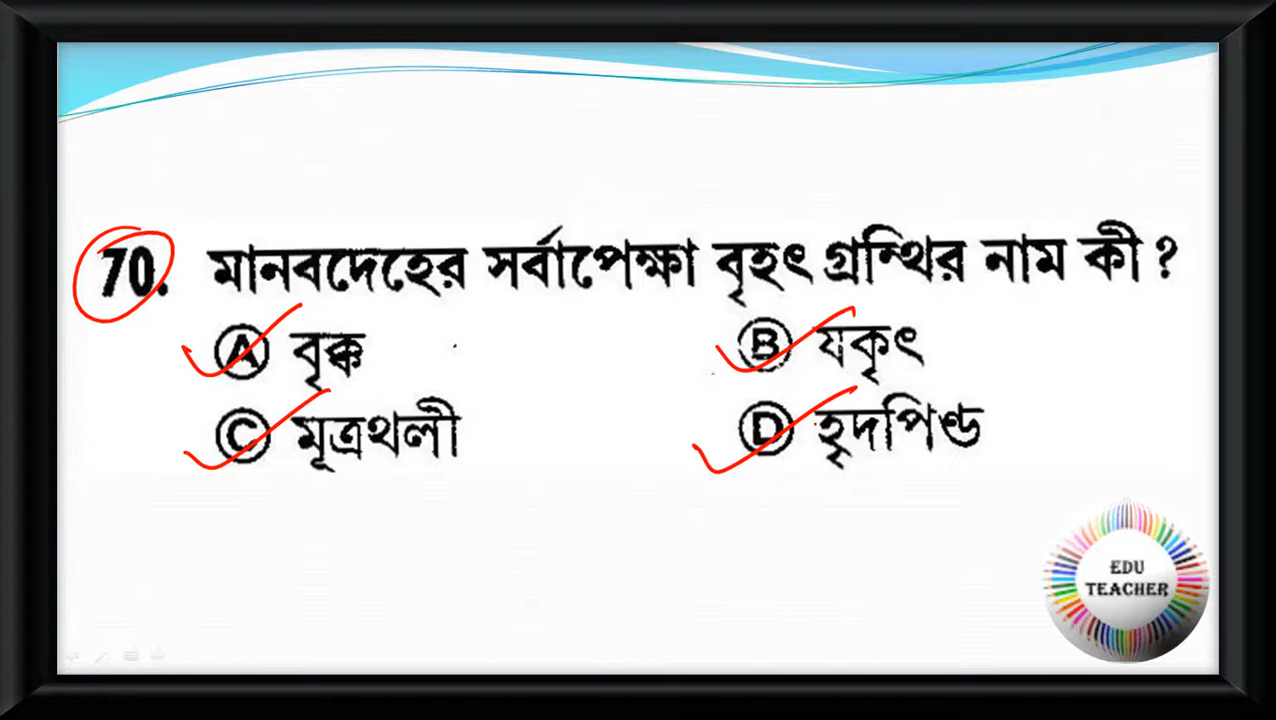 70. মানবদেহের সর্বাপেক্ষা বৃহৎ গ্রন্থির নাম কী ?
Ⓐ বৃক্ক Ⓑ যকৃৎ
Ⓒ মূত্রথলী Ⓓ হৃদপিণ্ড
EDU
TEACHER